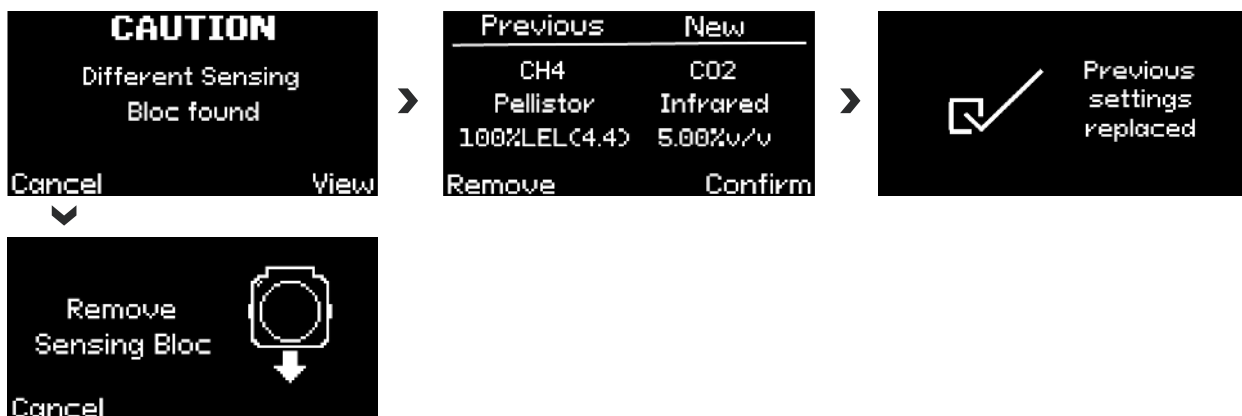 CAUTION
Different Sensing
Bloc found
Cancel View
Previous New
CH4 CO2
Pellistor Infrared
100%LEL(4.4) 5.00%v/v
Remove Confirm
Previous
settings
replaced
Remove
Sensing Bloc
Cancel